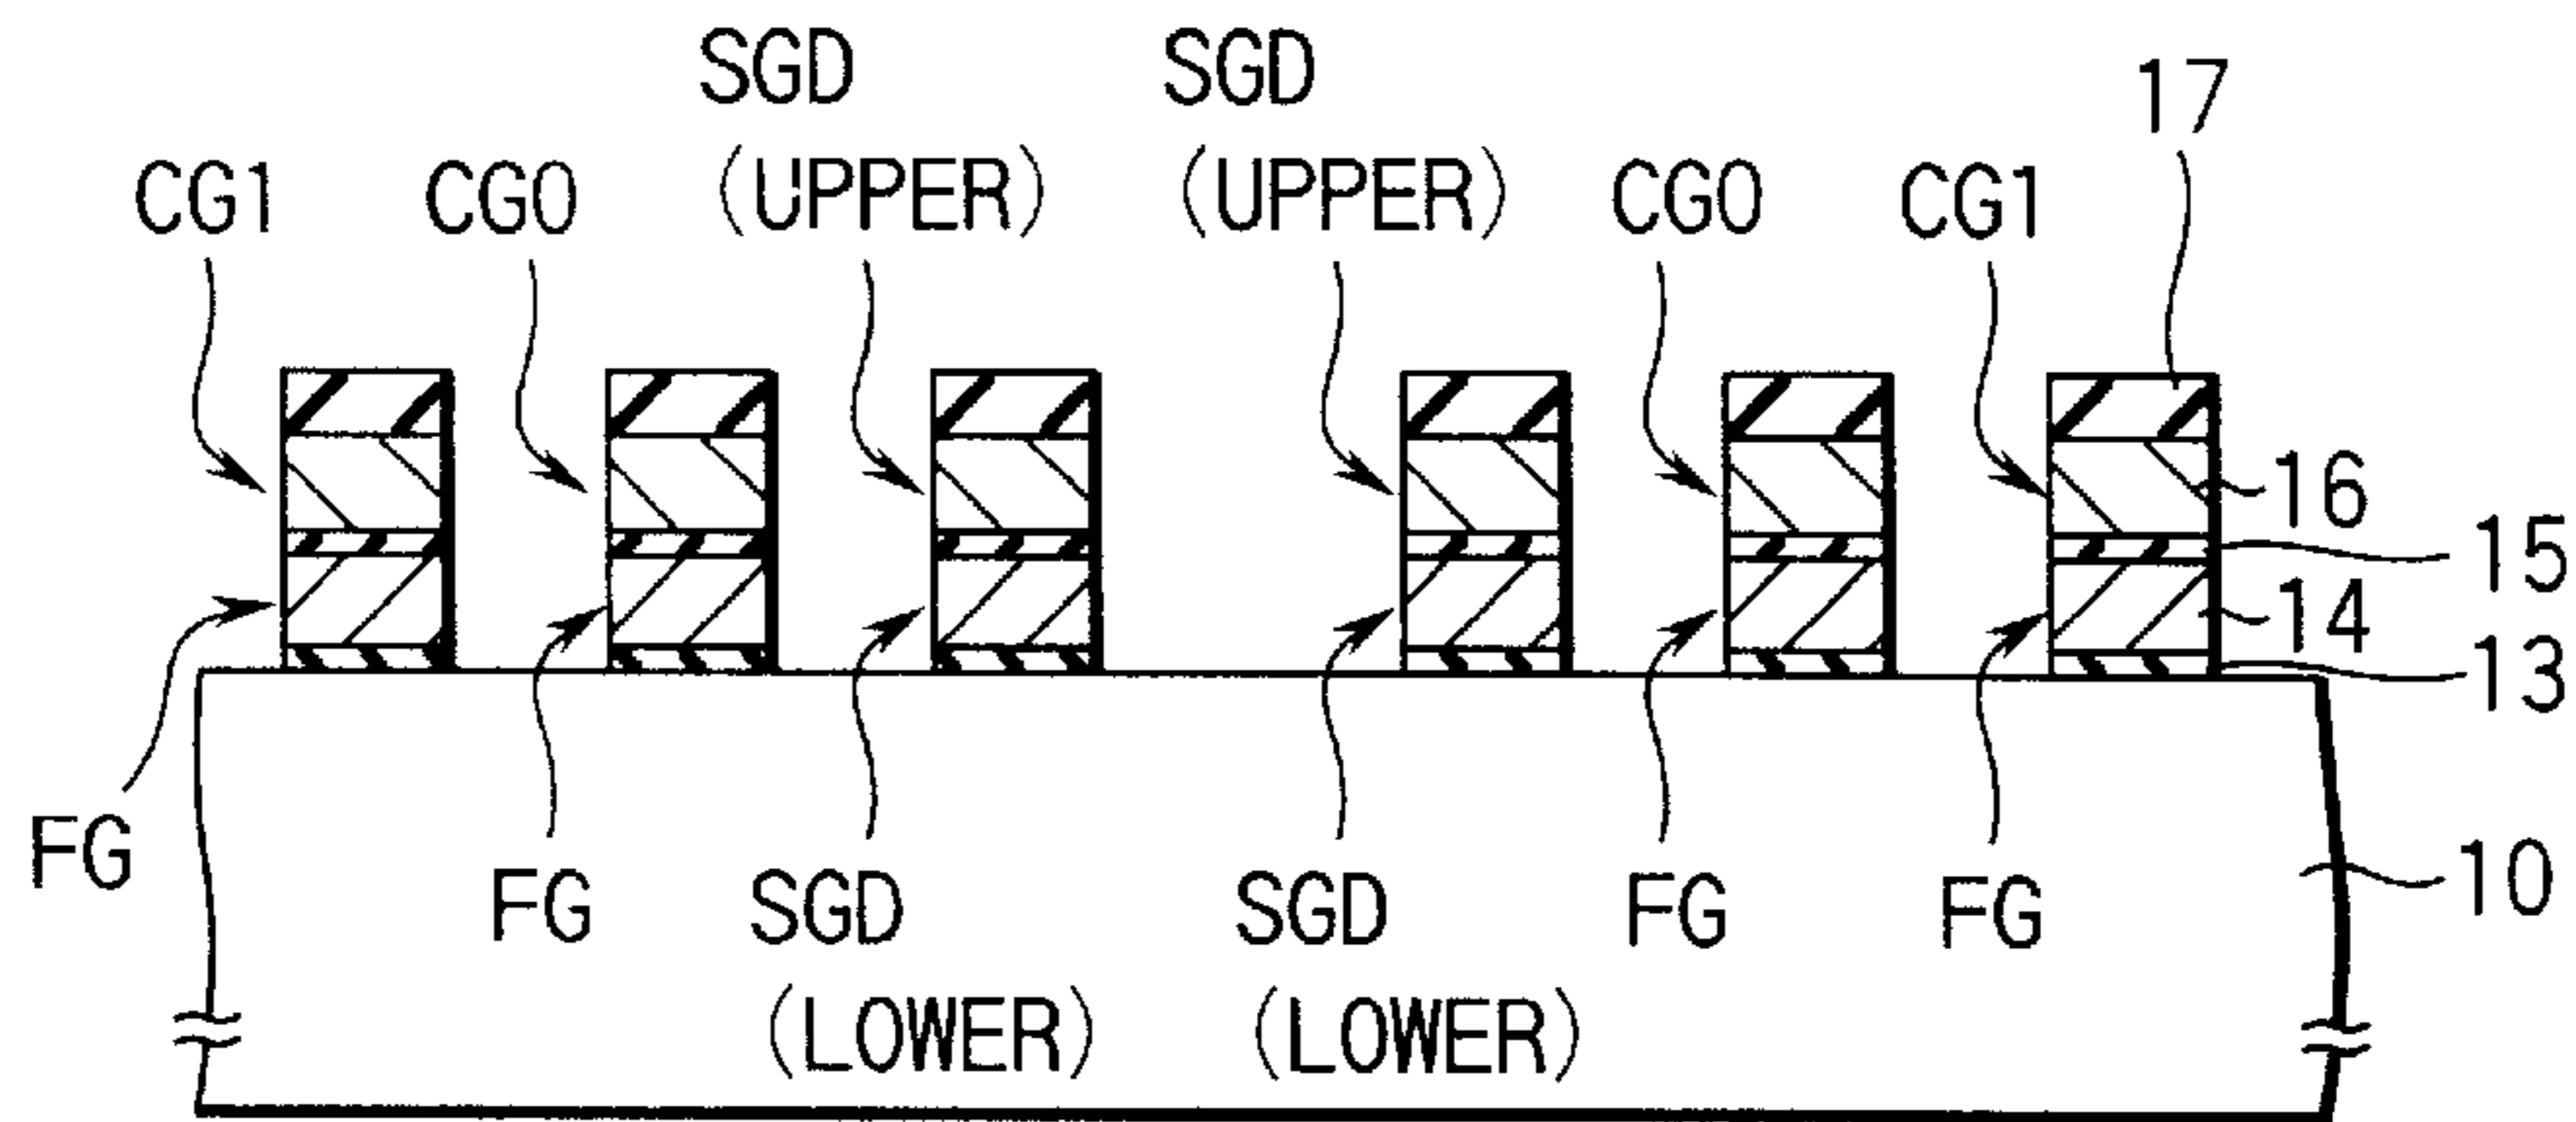 SGD SGD
17
(UPPER) (UPPER)
CG1 CG0 CG0 CG1
16
15
14
13
FG
FG SGD SGD FG FG 10
(LOWER) (LOWER)